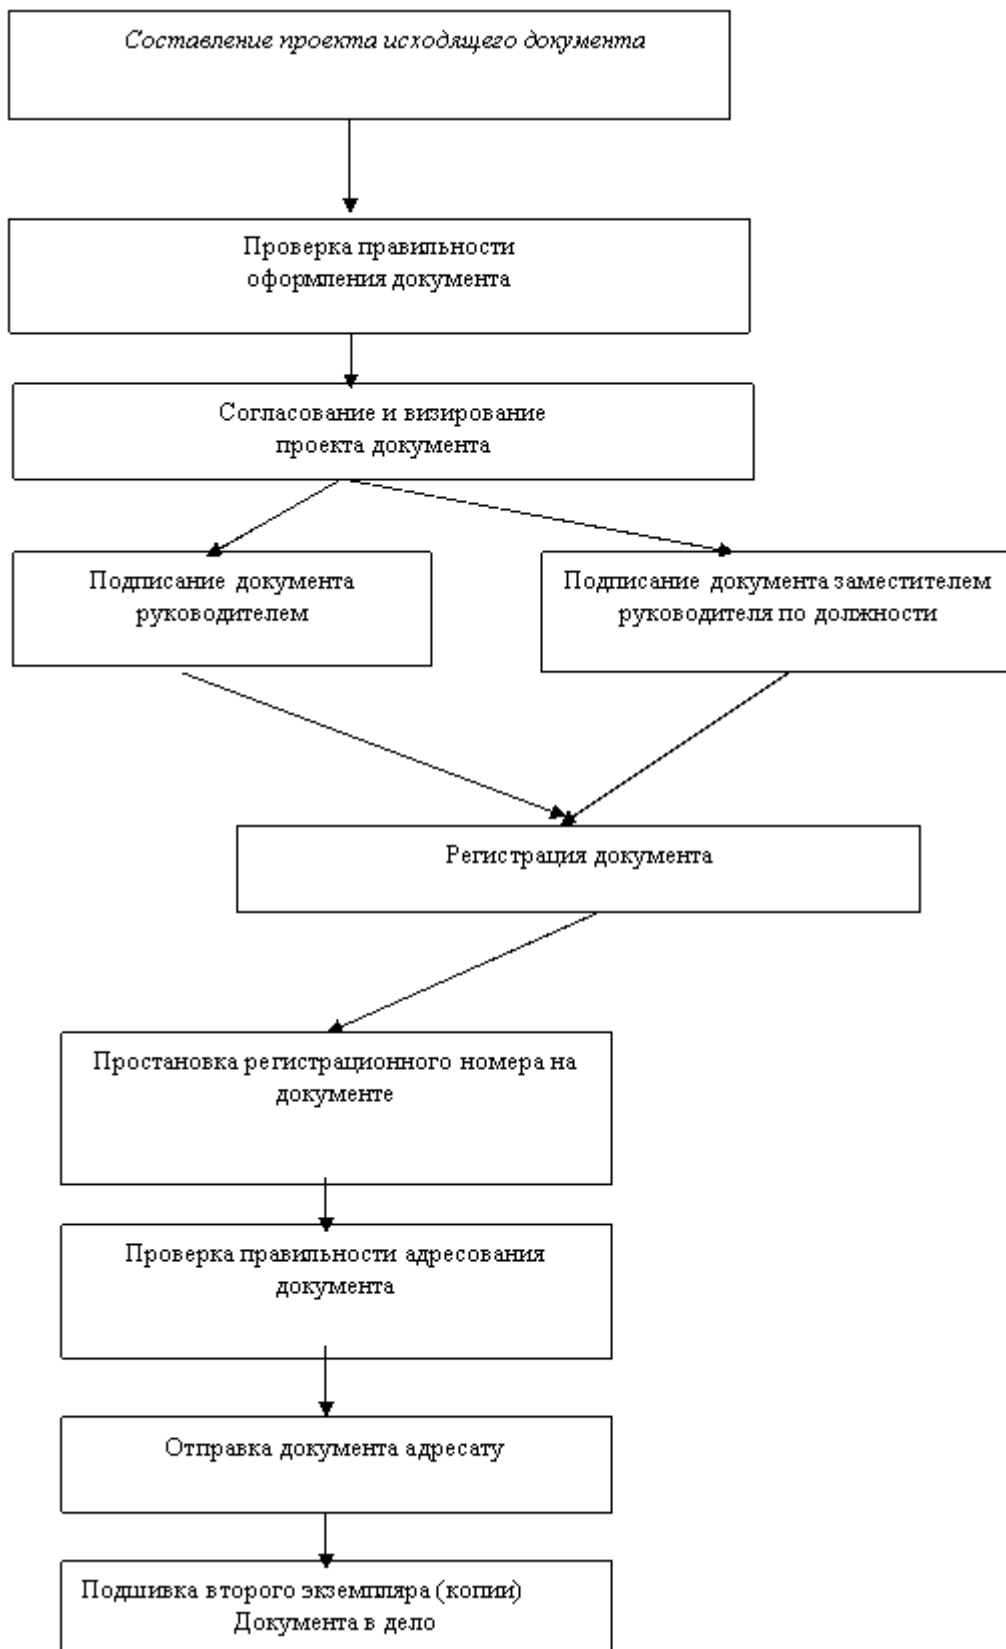 Составление проекта исходящего документа
Проверка правильности
оформления документа
Согласование и визирование
проекта документа
Подписание документа
руководителем
Подписание документа заместителем
руководителя по должности
Регистрация документа
Простановка регистрационного номера на
документе
Проверка правильности адресования
документа
Отправка документа адресату
Подшивка второго экземпляра (копии)
Документа в дело